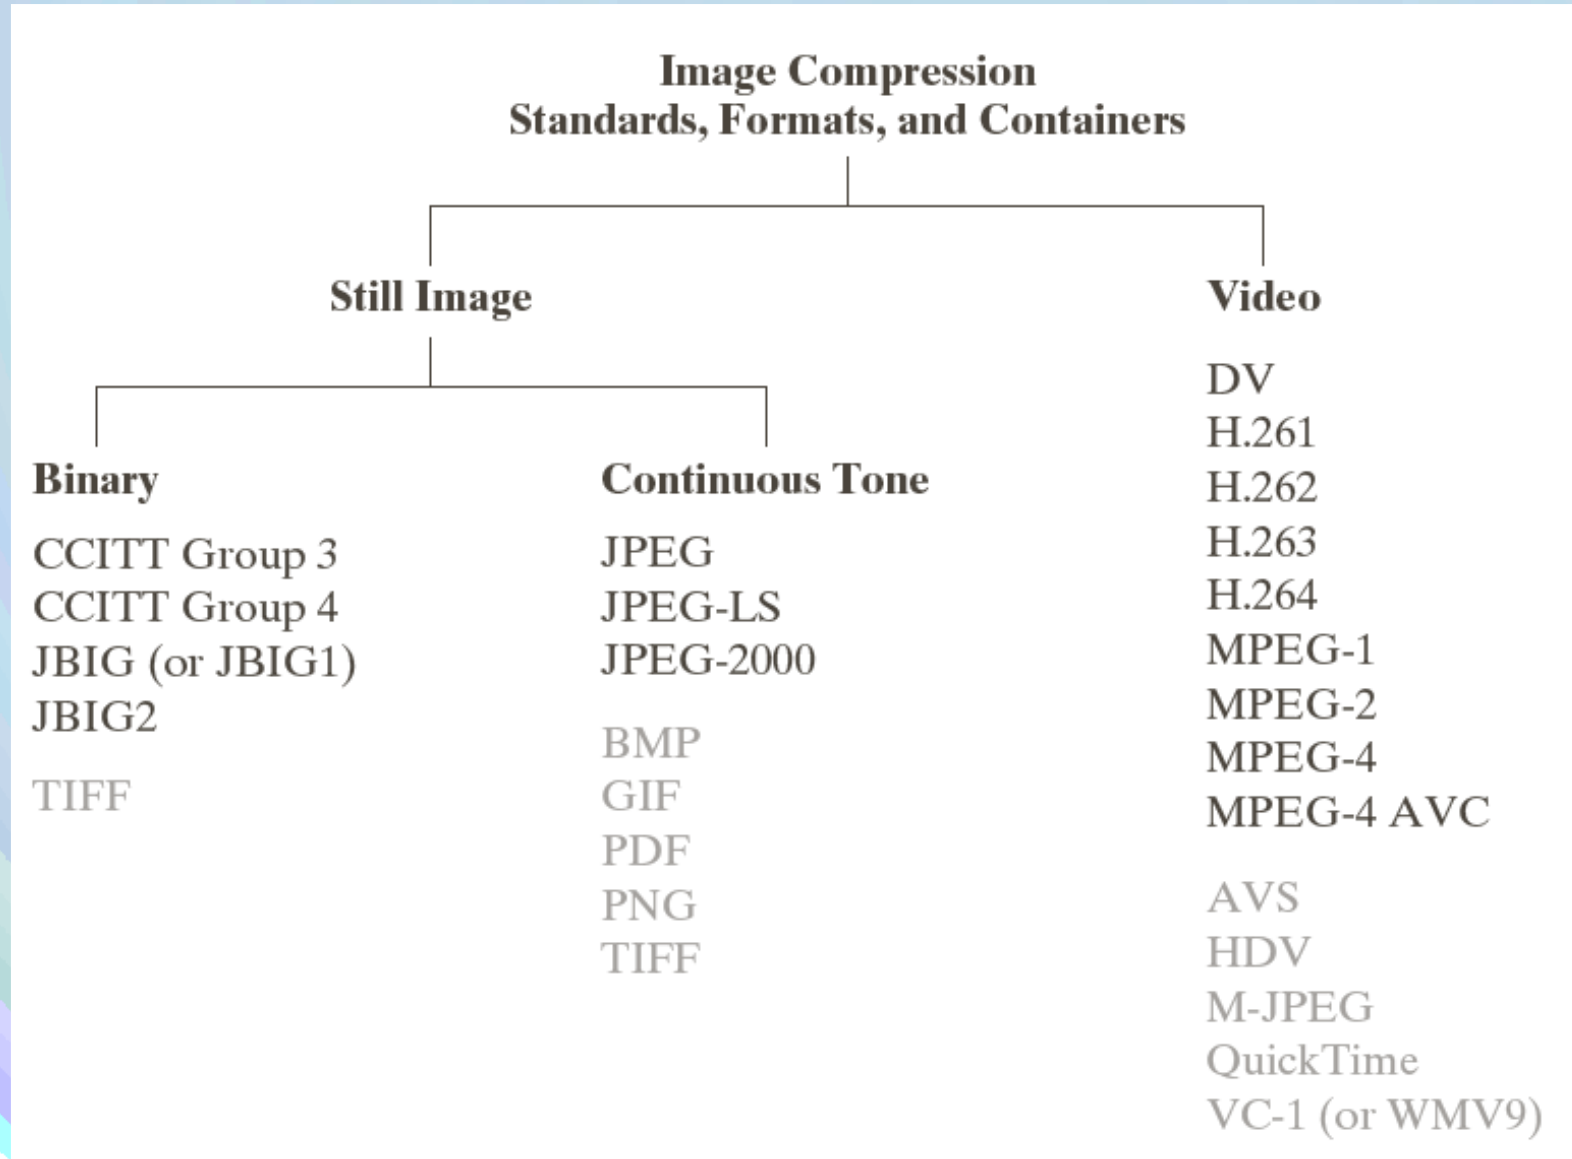 Image Compression
Standards, Formats, and Containers
Still Image
Binary
CCITT Group 3
CCITT Group 4
JBIG (or JBIG1)
JBIG2
TIFF
Continuous Tone
JPEG
JPEG-LS
JPEG-2000
BMP
GIF
PDF
PNG
TIFF
Video
DV
H.261
H.262
H.263
H.264
MPEG-1
MPEG-2
MPEG-4
MPEG-4 AVC
AVS
HDV
M-JPEG
QuickTime
VC-1 (or WMV9)